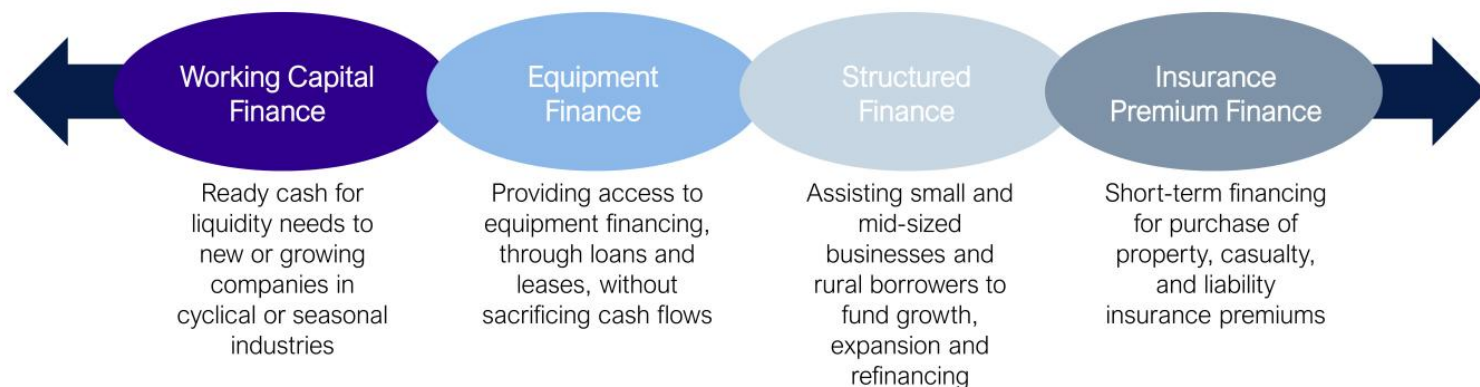 Working Capital
Finance
Equipment
Finance
Structured
Finance
Insurance
Premium Finance
Ready cash for
liquidity needs to
new or growing
companies in
cyclical or seasonal
industries
Providing access to
equipment financing,
through loans and
leases, without
sacrificing cash flows
Assisting small and
mid-sized
businesses and
rural borrowers to
fund growth,
expansion and
refinancing
Short-term financing
for purchase of
property, casualty,
and liability
insurance premiums